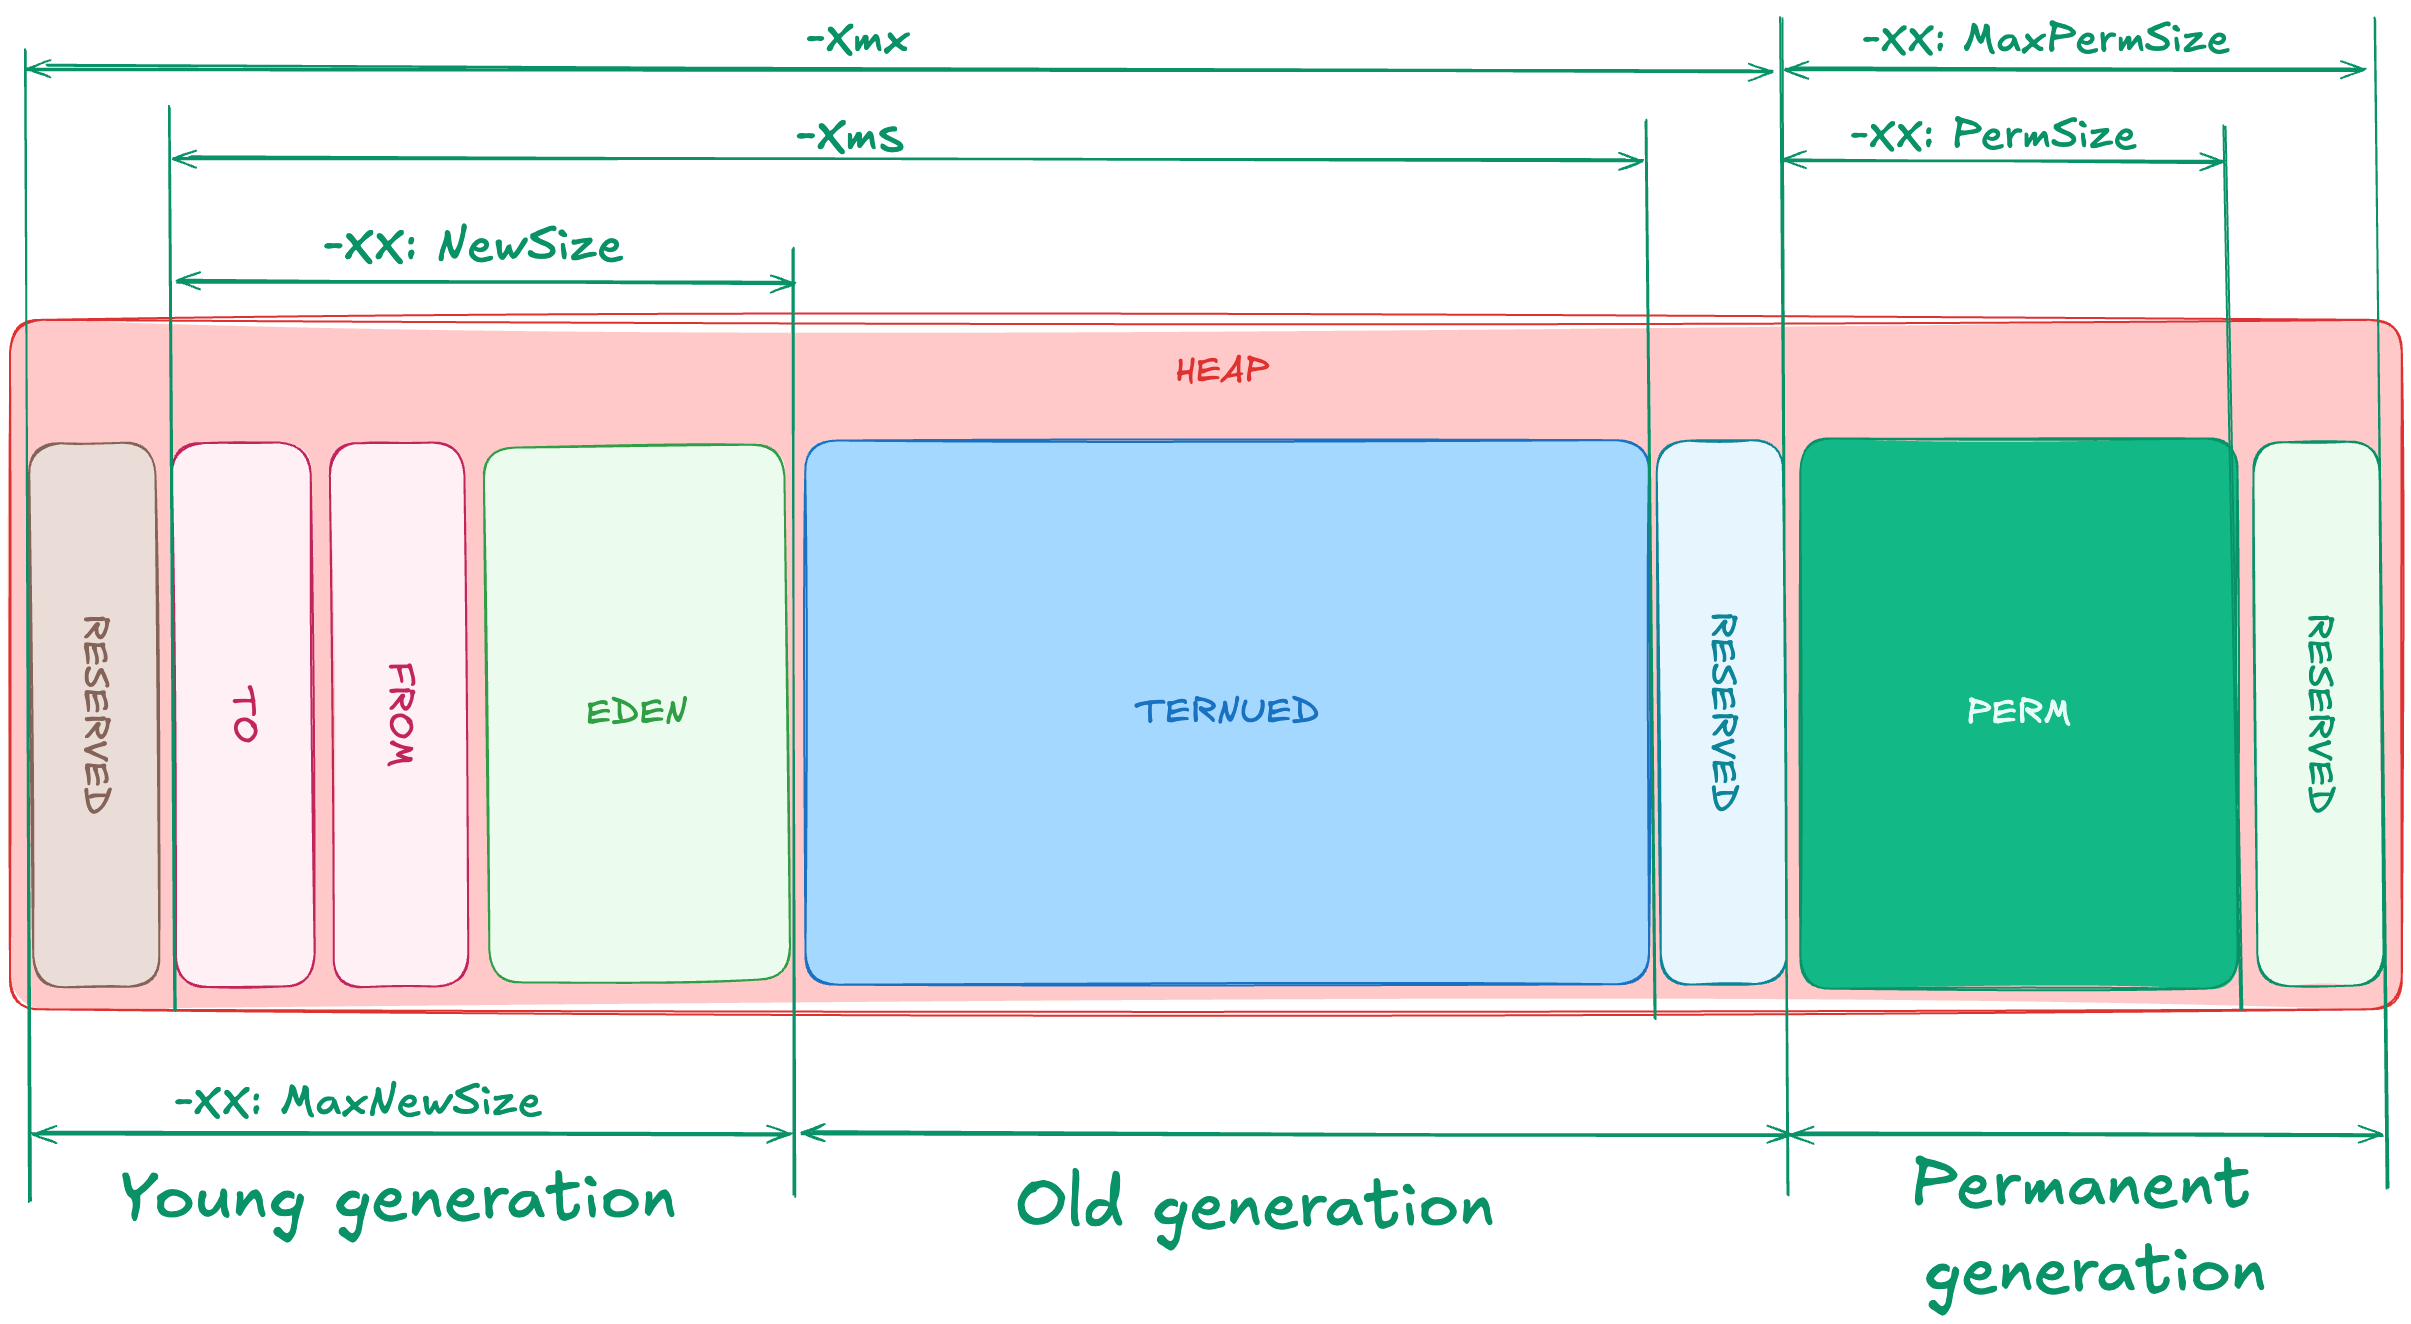 -Xmx
-XX: MaxPermSize
-Xms
-XX: PermSize
-XX: NewSize
HEAP
RESERVED
TO
FROM
EDEN
TERNUED
RESERVED
PERM
RESERVED
-XX: MaxNewSize
Young generation
Old generation
Permanent
generation